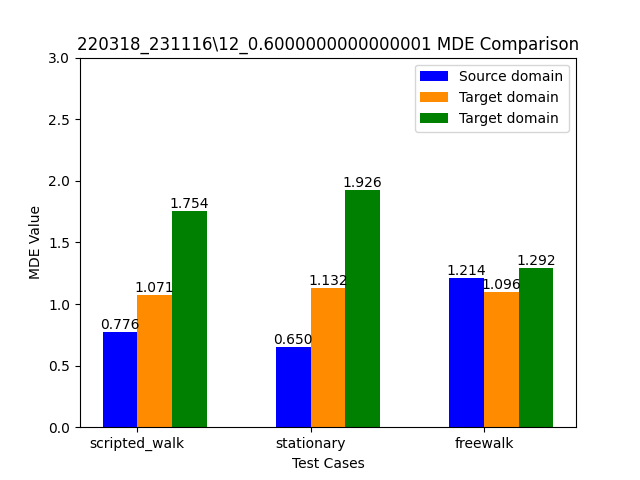 220318_231116\12_0.6000000000000001 MDE Comparison
Source domain
Target domain
Target domain
MDE Value
3.0
2.5
2.0
1.5
1.0
0.5
0.0
0.776
1.071
1.754
0.650
1.132
1.926
1.214
1.096
1.292
scripted_walk
stationary
freewalk
Test Cases